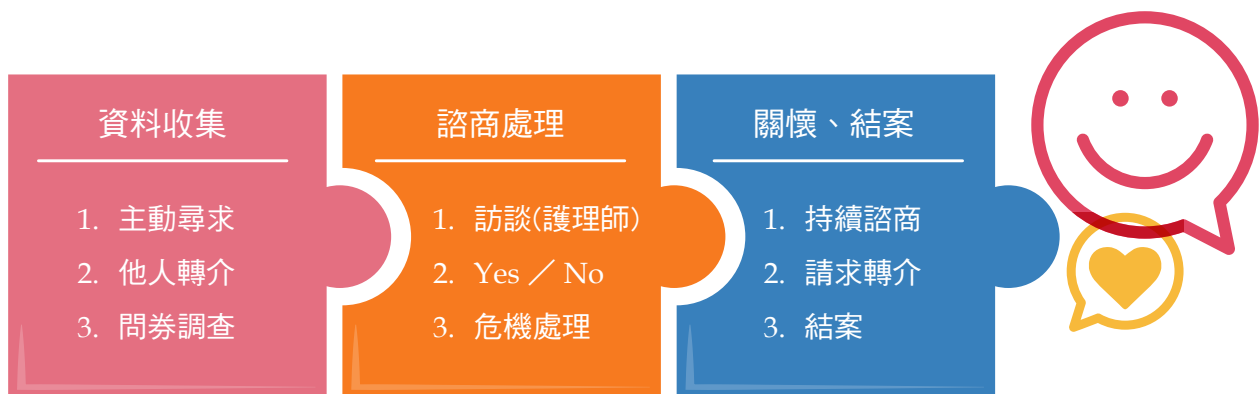 資料收集
1. 主動尋求
2. 他人轉介
3. 問券調查
諮商處理
1. 訪談(護理師)
2. Yes ／ No
3. 危機處理
關懷、結案
1. 持續諮商
2. 請求轉介
3. 結案